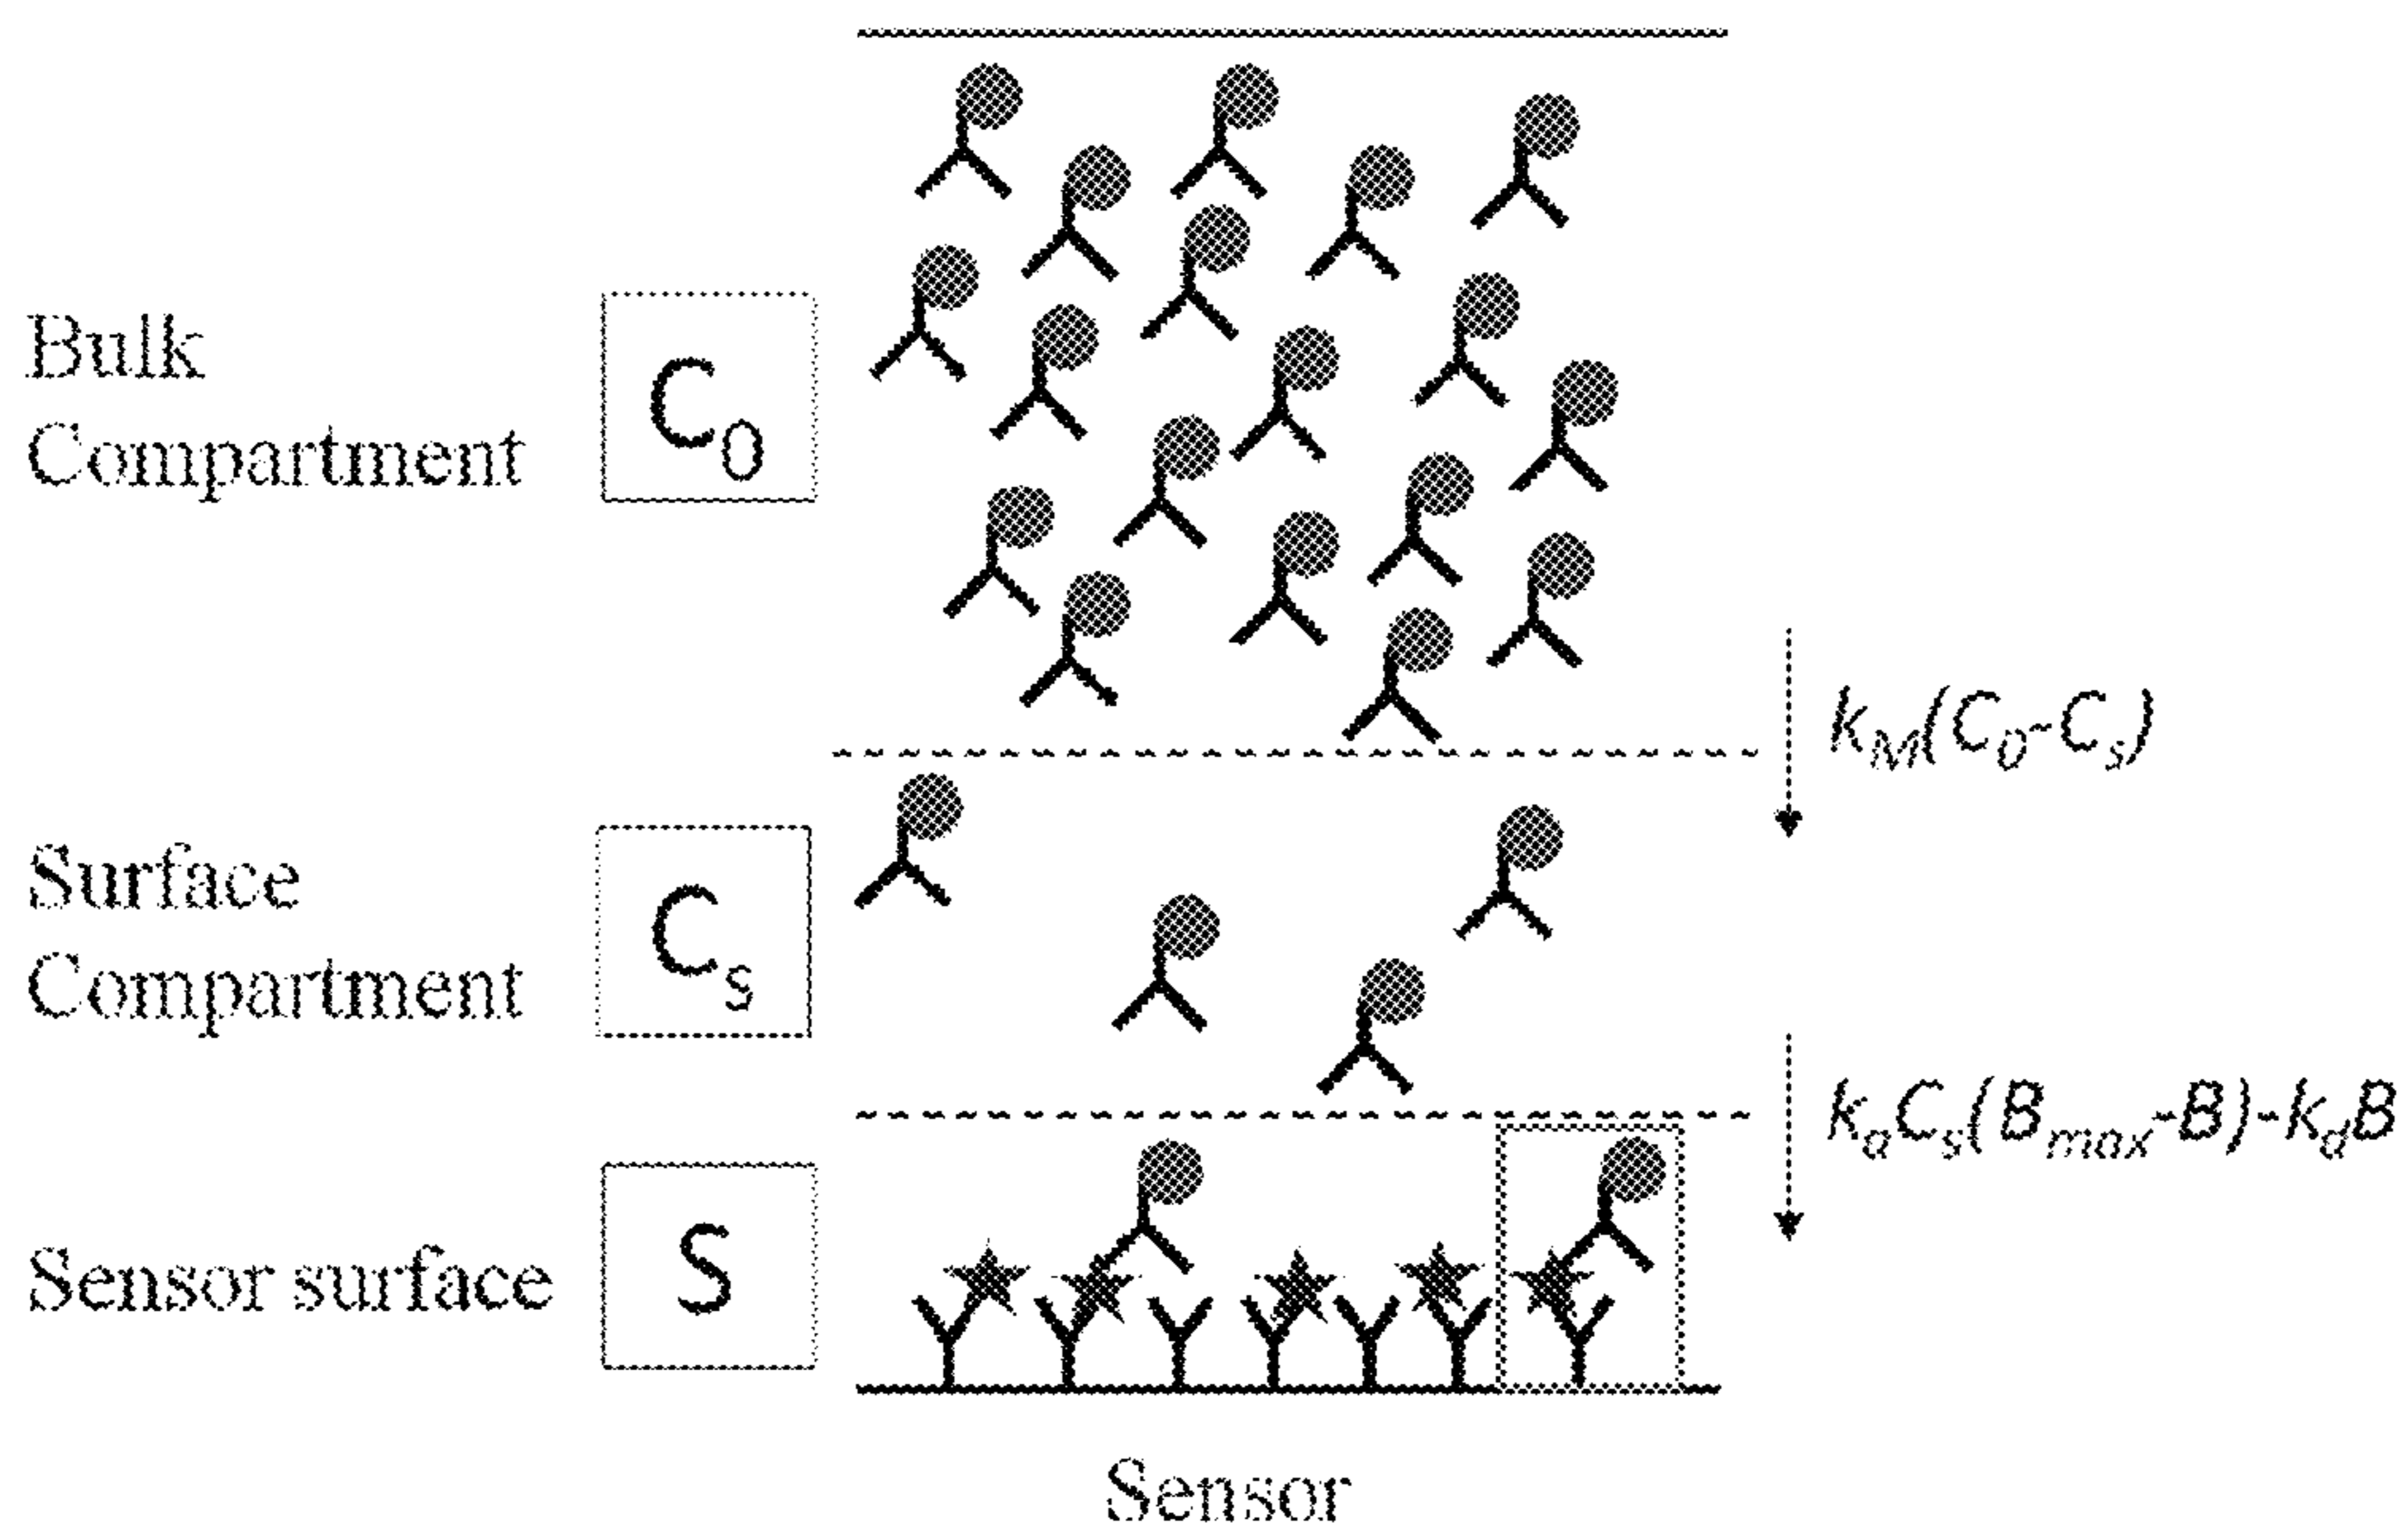 Bulk
Compartment
C0
kM(C0-Cs)
Surface
Compartment
Cs
kaCs(Bmax-B)-kdB
Sensor surface
S
Sensor